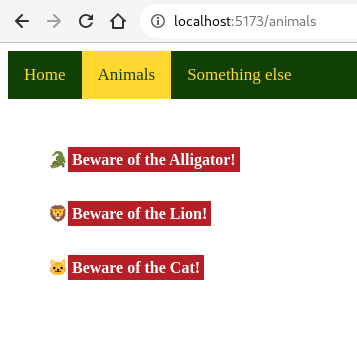 localhost:5173/animals
Home Animals Something else
🐊 Beware of the Alligator!
🦁 Beware of the Lion!
🐱 Beware of the Cat!